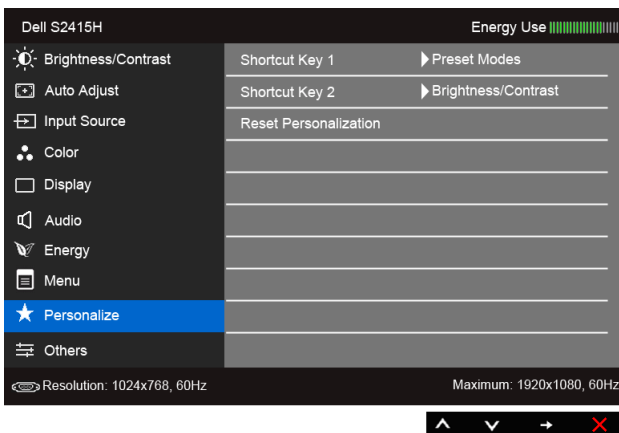 Dell S2415H Energy Use
Brightness/Contrast Shortcut Key 1 Preset Modes
Auto Adjust Shortcut Key 2 Brightness/Contrast
Input Source Reset Personalization
Color
Display
Audio
Energy
Menu
Personalize
Others
Resolution: 1024x768, 60Hz Maximum: 1920x1080, 60Hz